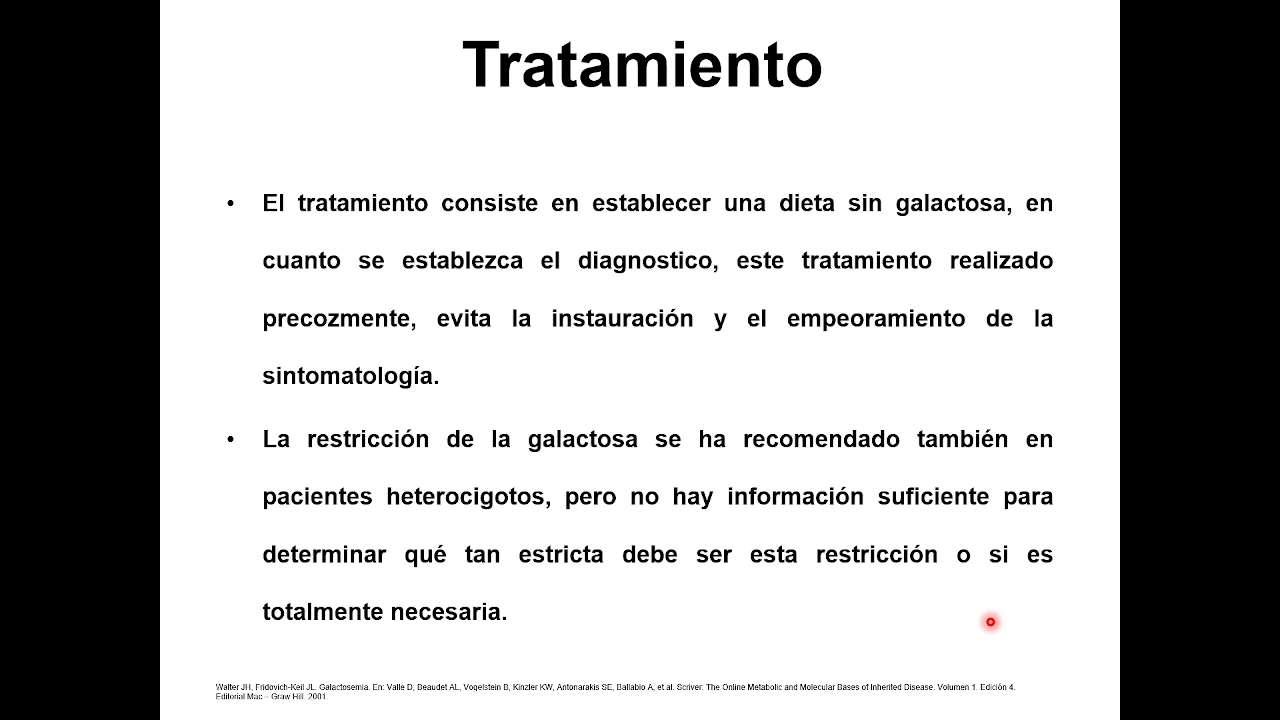 Tratamiento
• El tratamiento consiste en establecer una dieta sin galactosa, en
cuanto se establezca el diagnostico, este tratamiento realizado
precozmente, evita la instauración y el empeoramiento de la
sintomatología.
• La restricción de la galactosa se ha recomendado también en
pacientes heterocigotos, pero no hay información suficiente para
determinar qué tan estricta debe ser esta restricción o si es
totalmente necesaria.
Walter JH, Fridovich-Keil JL. Galactosemia. En: Valle D, Beaudet AL, Vogelstein B, Kinzler KW, Antonarakis SE, Ballabio A, et.al. Scriver: The Online Metabolic and Molecular Bases of Inherited Disease. Volumen 1. Edición 4.
Editorial Mac – Graw Hill. 2001.